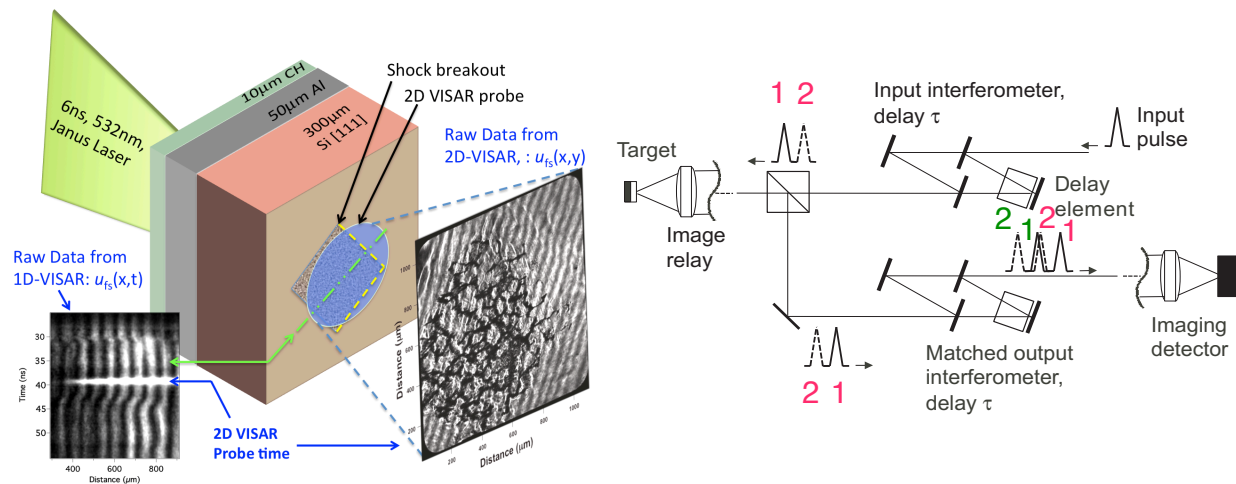 6ns, 532nm,
Janus Laser
10μm CH
50μm Al
300μm
Si [111]
Shock breakout
2D VISAR probe
Raw Data from
2D-VISAR, : u_fs(x,y)
Raw Data from
1D-VISAR: u_fs(x,t)
Time (ns)
30
35
40
45
50
400
600
800
Distance (μm)
2D VISAR
Probe time
Distance (μm)
1000
800
600
400
200
200
400
600
800
1000
Distance (μm)
1 2
Input interferometer,
delay τ
Input
pulse
Target
Image
relay
Delay
element
2 1 2 1
2 1
Matched output
interferometer,
delay τ
Imaging
detector